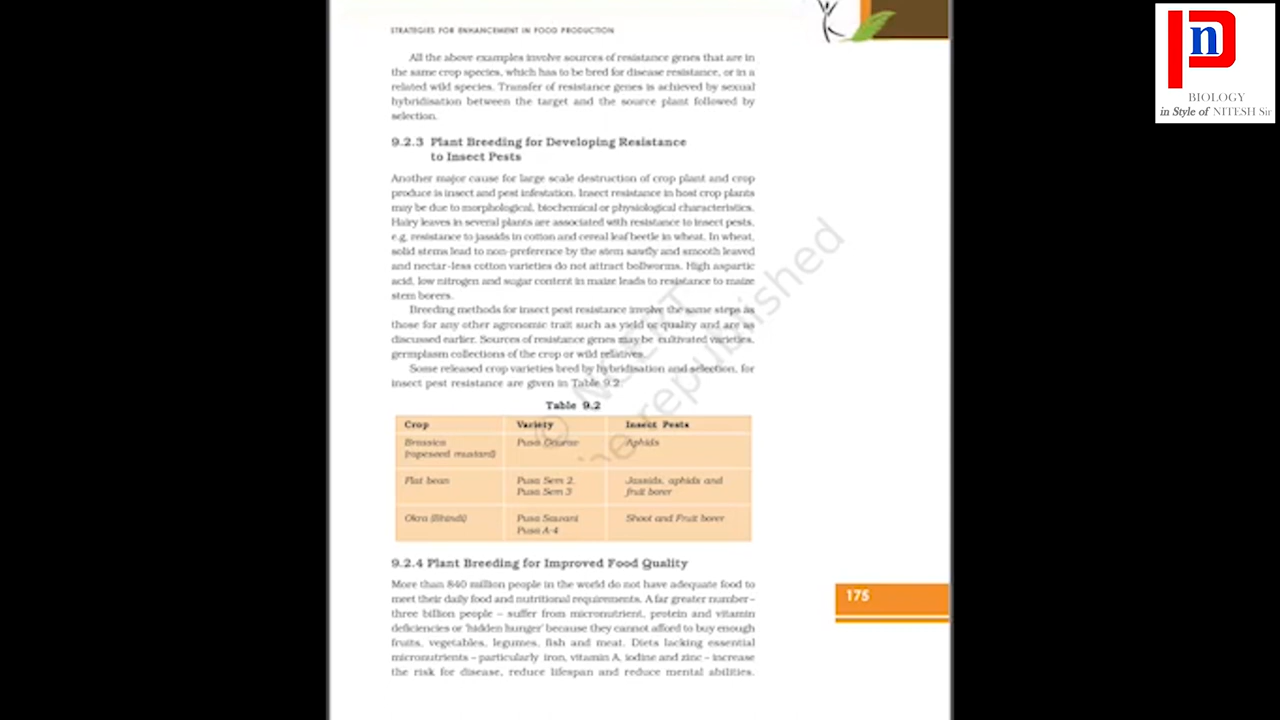 STRATEGIES FOR ENHANCEMENT IN FOOD PRODUCTION
n
BIOLOGY
in Style of NITESH Sir
All the above examples involve sources of resistance genes that are in
the same crop species, which has to be bred for disease resistance, or in a
related wild species. Transfer of resistance genes is achieved by sexual
hybridisation between the target and the source plant followed by
selection.
9.2.3 Plant Breeding for Developing Resistance
to Insect Pests
Another major cause for large scale destruction of crop plant and crop
produce is insect and pest infestation. Insect resistance in host crop plants
may be due to morphological, biochemical or physiological characteristics.
Hairy leaves in several plants are associated with resistance to insect pests,
e.g, resistance to jassids in cotton and cereal leaf beetle in wheat. In wheat,
solid stems lead to non-preference by the stem sawfly and smooth leaved
and nectar-less cotton varieties do not attract bollworms. High aspartic
acid, low nitrogen and sugar content in maize leads to resistance to maize
stem borers.
Breeding methods for insect pest resistance involve the same steps as
those for any other agronomic trait such as yield or quality and are as
discussed earlier. Sources of resistance genes may be cultivated varieties,
germplasm collections of the crop or wild relatives.
Some released crop varieties bred by hybridisation and selection, for
insect pest resistance are given in Table 9.2.
Table 9.2
Crop Variety Insect Pests
Brassica Pusa Gaurav Aphids
(rapeseed mustard)
Flat bean Pusa Sem 2, Jassids, aphids and
Pusa Sem 3 fruit borer
Okra (Bhindi) Pusa Sawani Shoot and Fruit borer
Pusa A-4
© NCERT
be republished
9.2.4 Plant Breeding for Improved Food Quality
More than 840 million people in the world do not have adequate food to
meet their daily food and nutritional requirements. A far greater number–
three billion people – suffer from micronutrient, protein and vitamin
deficiencies or 'hidden hunger' because they cannot afford to buy enough
fruits, vegetables, legumes, fish and meat. Diets lacking essential
micronutrients – particularly iron, vitamin A, iodine and zinc – increase
the risk for disease, reduce lifespan and reduce mental abilities.
175